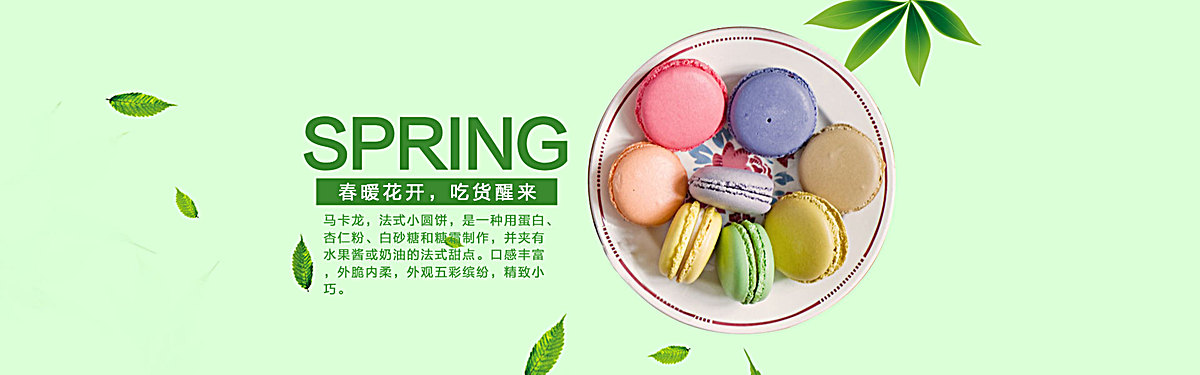 SPRING
春暖花开，吃货醒来
马卡龙，法式小圆饼，是一种用蛋白、
杏仁粉、白砂糖和糖霜制作，并夹有
水果酱或奶油的法式甜点。口感丰富
，外脆内柔，外观五彩缤纷，精致小
巧。